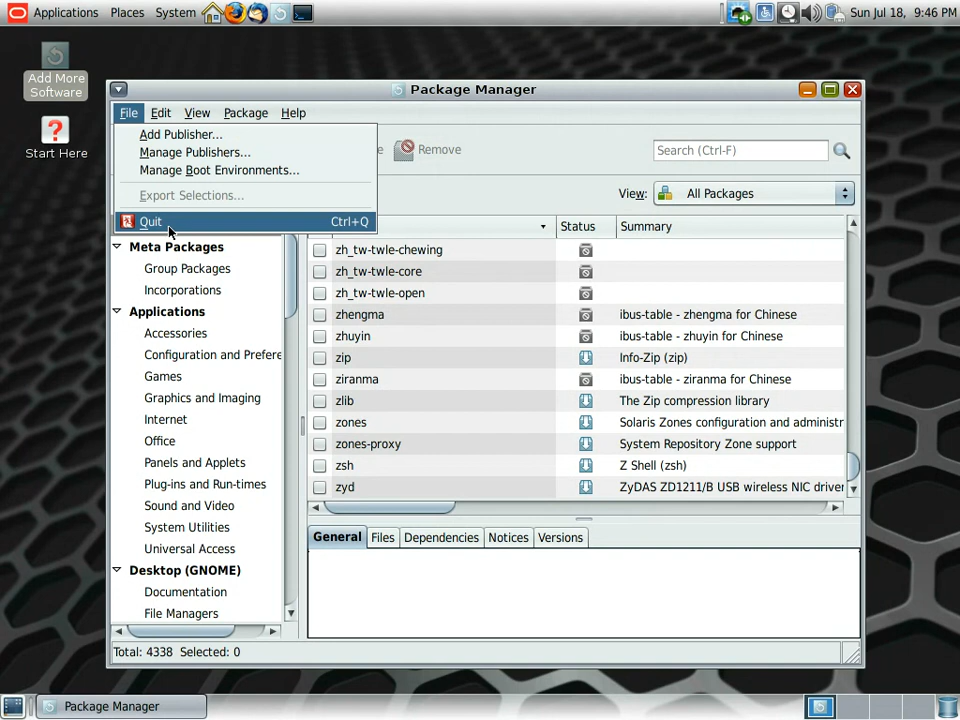 Applications Places System
Sun Jul 18, 9:46 PM
Add More
Software
Start Here
Package Manager
File Edit View Package Help
Add Publisher...
Manage Publishers...
Manage Boot Environments...
Export Selections...
Quit Ctrl+Q
Remove
Search (Ctrl-F)
View: All Packages
Status Summary
Meta Packages
Group Packages
Incorporations
Applications
Accessories
Configuration and Prefere
Games
Graphics and Imaging
Internet
Office
Panels and Applets
Plug-ins and Run-times
Sound and Video
System Utilities
Universal Access
Desktop (GNOME)
Documentation
File Managers
zh_tw-twle-chewing
zh_tw-twle-core
zh_tw-twle-open
zhengma ibus-table - zhengma for Chinese
zhuyin ibus-table - zhuyin for Chinese
zip Info-Zip (zip)
ziranma ibus-table - ziranma for Chinese
zlib The Zip compression library
zones Solaris Zones configuration and administr
zones-proxy System Repository Zone support
zsh Z Shell (zsh)
zyd ZyDAS ZD1211/B USB wireless NIC driver
General Files Dependencies Notices Versions
Total: 4338 Selected: 0
Package Manager